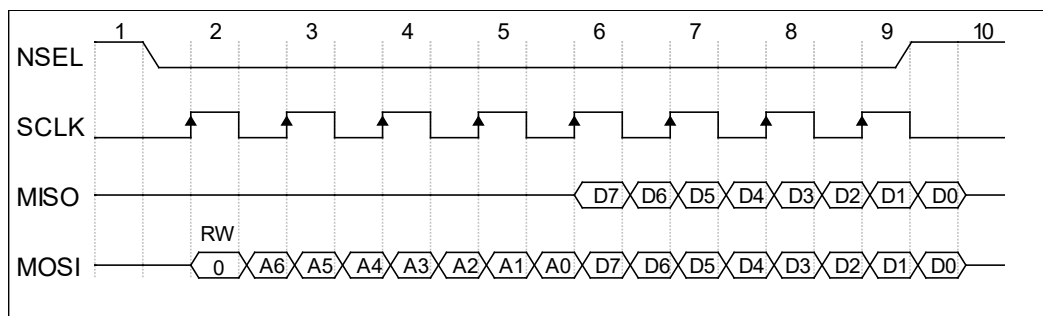 1 2 3 4 5 6 7 8 9 10
NSEL
SCLK
MISO D7 D6 D5 D4 D3 D2 D1 D0
RW
MOSI 0 A6 A5 A4 A3 A2 A1 A0 D7 D6 D5 D4 D3 D2 D1 D0